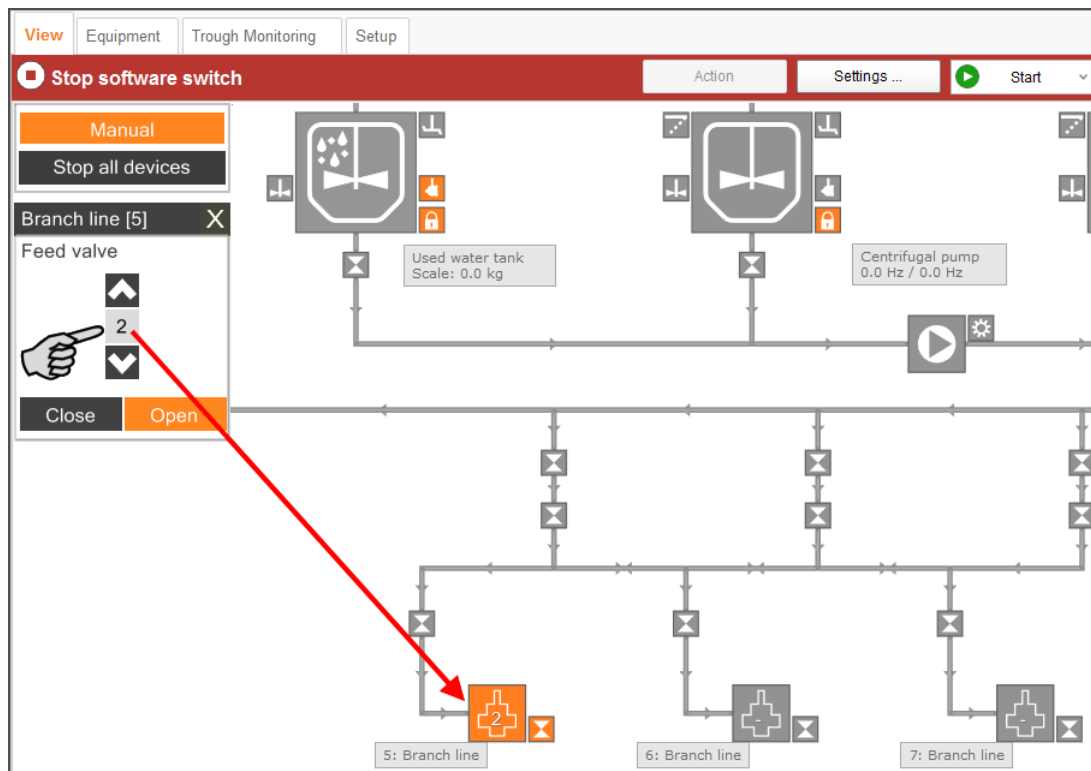 View
Equipment
Trough Monitoring
Setup
Stop software switch
Action
Settings ...
Start
Manual
Stop all devices
Branch line [5]
X
Feed valve
2
Close
Open
Used water tank
Scale: 0.0 kg
Centrifugal pump
0.0 Hz / 0.0 Hz
2
-
-
5: Branch line
6: Branch line
7: Branch line